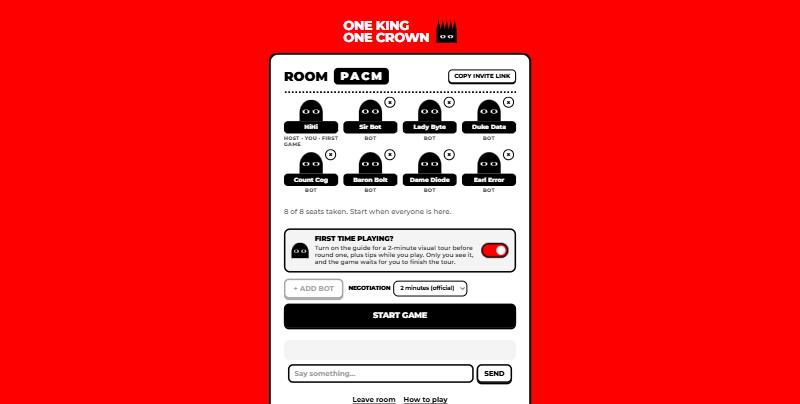 ONE KING
ONE CROWN
ROOM PACM COPY INVITE LINK
HiHi Sir Bot Lady Byte Duke Data
HOST · YOU · FIRST GAME BOT BOT BOT
Count Cog Baron Bolt Dame Diode Earl Error
BOT BOT BOT BOT
8 of 8 seats taken. Start when everyone is here.
FIRST TIME PLAYING?
Turn on the guide for a 2-minute visual tour before
round one, plus tips while you play. Only you see it,
and the game waits for you to finish the tour.
+ ADD BOT NEGOTIATION 2 minutes (official)
START GAME
Say something... SEND
Leave room How to play